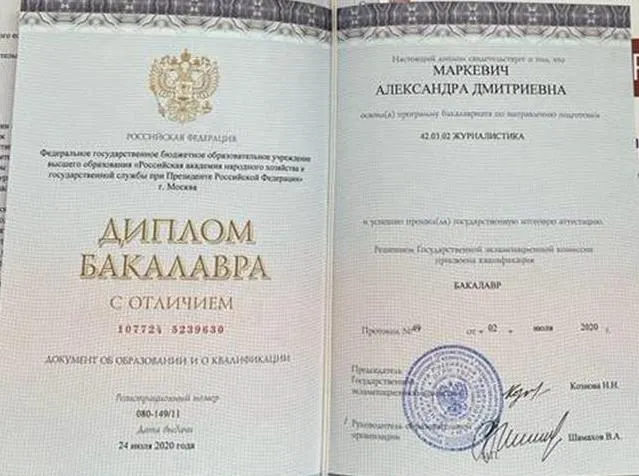 РОССИЙСКАЯ ФЕДЕРАЦИЯ
Федеральное государственное бюджетное образовательное учреждение
высшего образования «Российская академия народного хозяйства и
государственной службы при Президенте Российской Федерации»
г. Москва
ДИПЛОМ
БАКАЛАВРА
С ОТЛИЧИЕМ
107724 5239630
ДОКУМЕНТ ОБ ОБРАЗОВАНИИ И О КВАЛИФИКАЦИИ
Регистрационный номер
080-149/11
Дата выдачи
24 июля 2020 года
Настоящий диплом свидетельствует о том, что
МАРКЕВИЧ
АЛЕКСАНДРА ДМИТРИЕВНА
освоил(а) программу бакалавриата по направлению подготовки
42.03.02 ЖУРНАЛИСТИКА
и успешно прошел(ла) государственную итоговую аттестацию.
Решением Государственной экзаменационной комиссии
присвоена квалификация
БАКАЛАВР
Протокол № 49 от « 02 » июля 2020 г.
Председатель
Государственной
экзаменационной комиссии
Козлова Н.Н.
Руководитель образовательной
организации
Шамахов В.А.